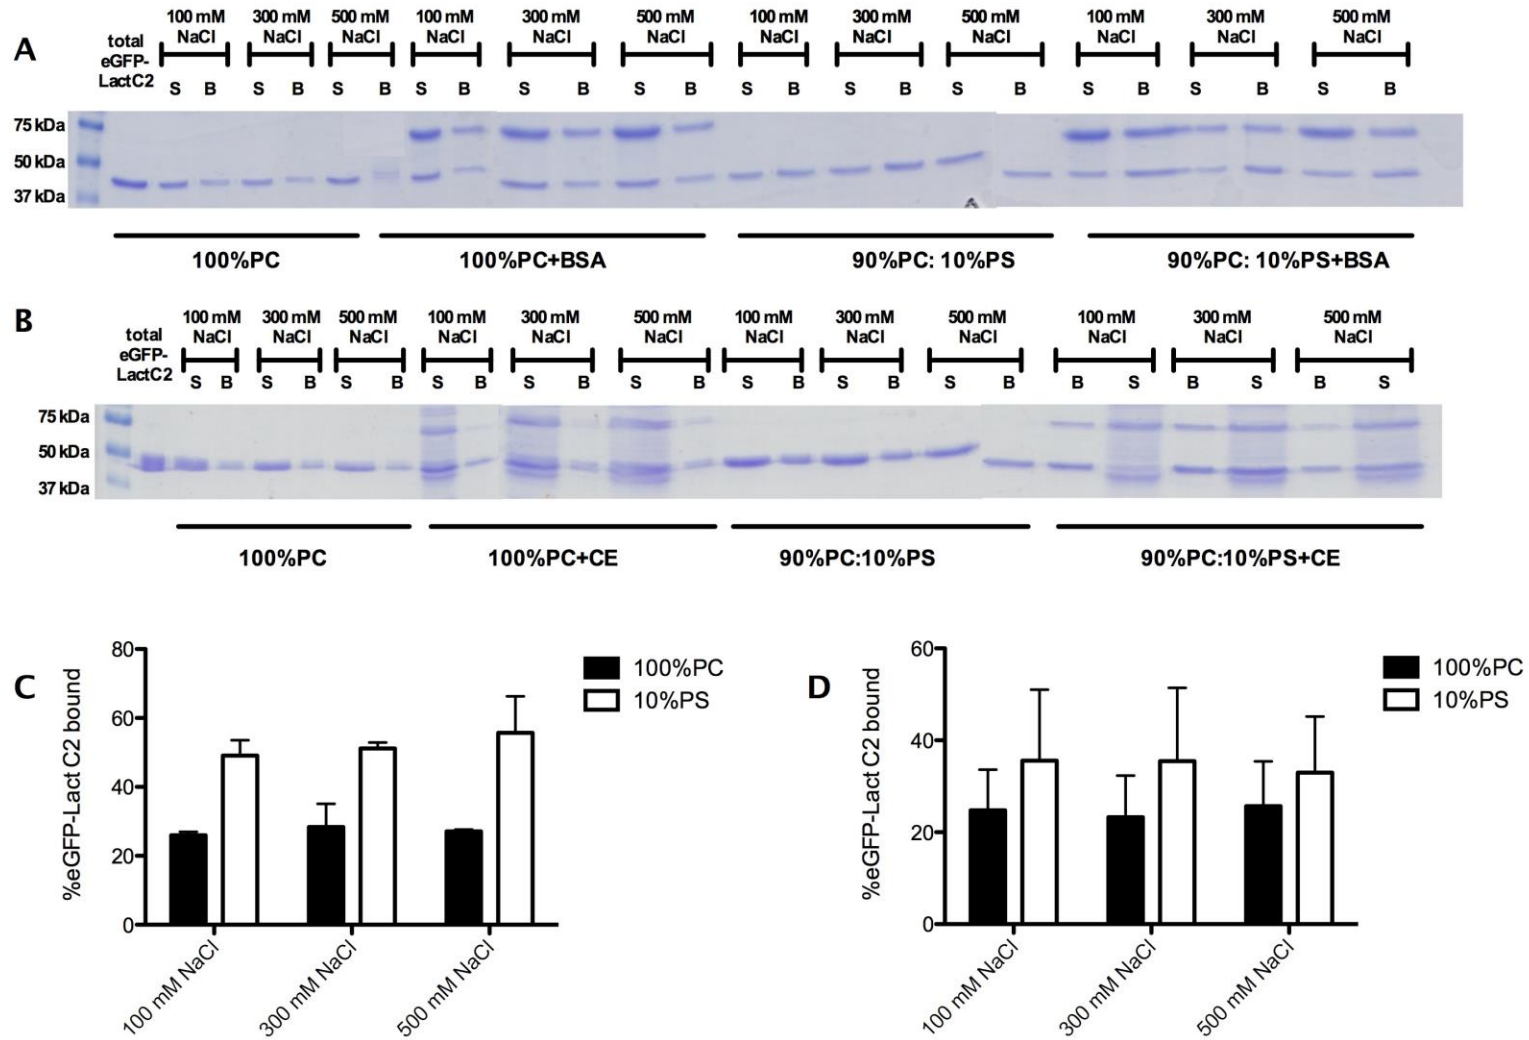 A
total
eGFP-
LactC2
100 mM
NaCl
300 mM
NaCl
500 mM
NaCl
100 mM
NaCl
300 mM
NaCl
500 mM
NaCl
100 mM
NaCl
300 mM
NaCl
500 mM
NaCl
100 mM
NaCl
300 mM
NaCl
500 mM
NaCl
S B S B S B S B S B S B S B S B S B S B S B S B
75 kDa
50 kDa
37 kDa
100%PC
100%PC+BSA
90%PC: 10%PS
90%PC: 10%PS+BSA
B
total
eGFP-
LactC2
100 mM
NaCl
300 mM
NaCl
500 mM
NaCl
100 mM
NaCl
300 mM
NaCl
500 mM
NaCl
100 mM
NaCl
300 mM
NaCl
500 mM
NaCl
100 mM
NaCl
300 mM
NaCl
500 mM
NaCl
S B S B S B S B S B S B S B S B S B B S B S B S
75 kDa
50 kDa
37 kDa
100%PC
100%PC+CE
90%PC:10%PS
90%PC:10%PS+CE
C
%eGFP-Lact C2 bound
80
60
40
20
0
100 mM NaCl
300 mM NaCl
500 mM NaCl
100%PC
10%PS
D
%eGFP-Lact C2 bound
60
40
20
0
100 mM NaCl
300 mM NaCl
500 mM NaCl
100%PC
10%PS